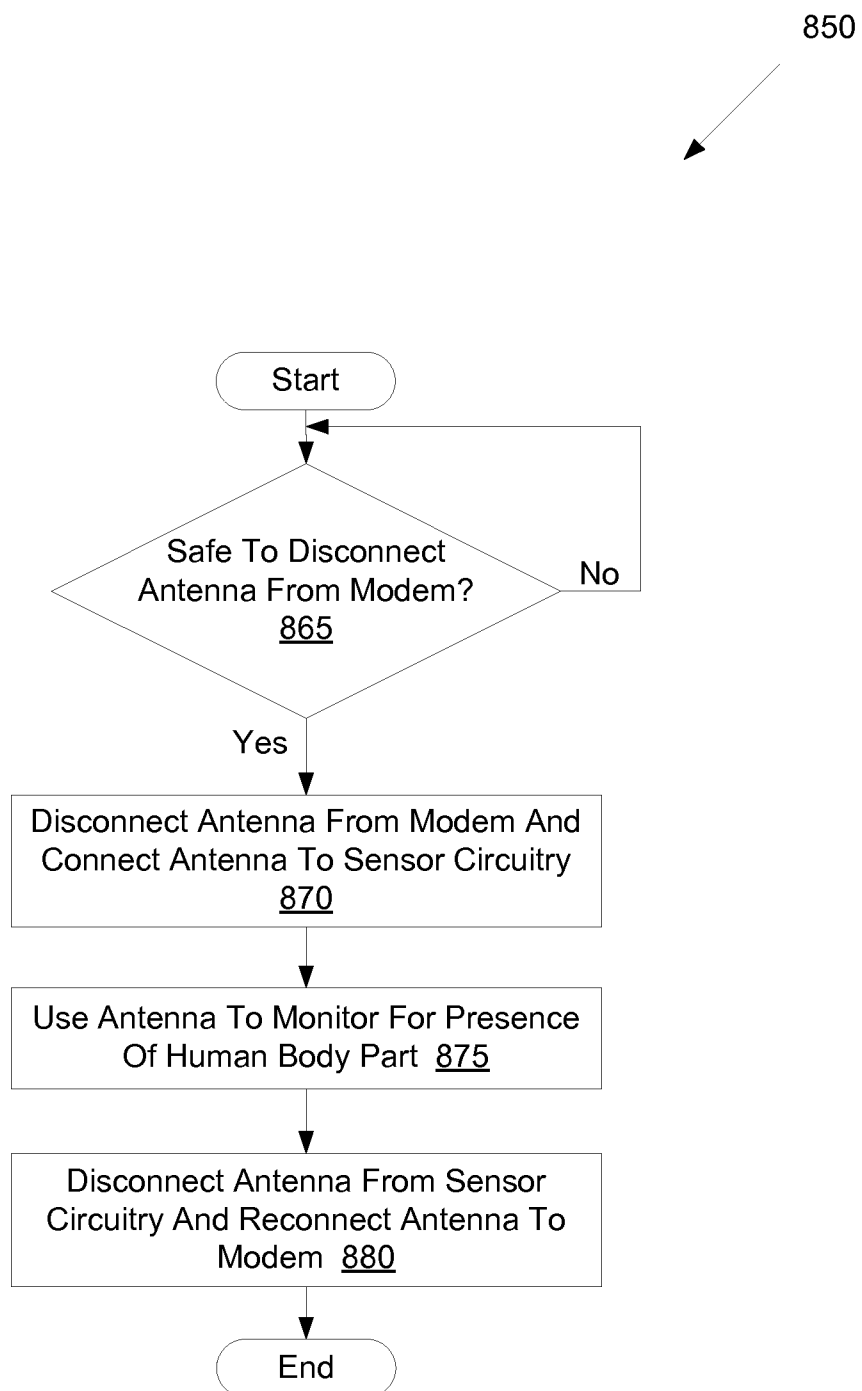 850
Start
Safe To Disconnect
Antenna From Modem?
865
No
Yes
Disconnect Antenna From Modem And
Connect Antenna To Sensor Circuitry
870
Use Antenna To Monitor For Presence
Of Human Body Part 875
Disconnect Antenna From Sensor
Circuitry And Reconnect Antenna To
Modem 880
End